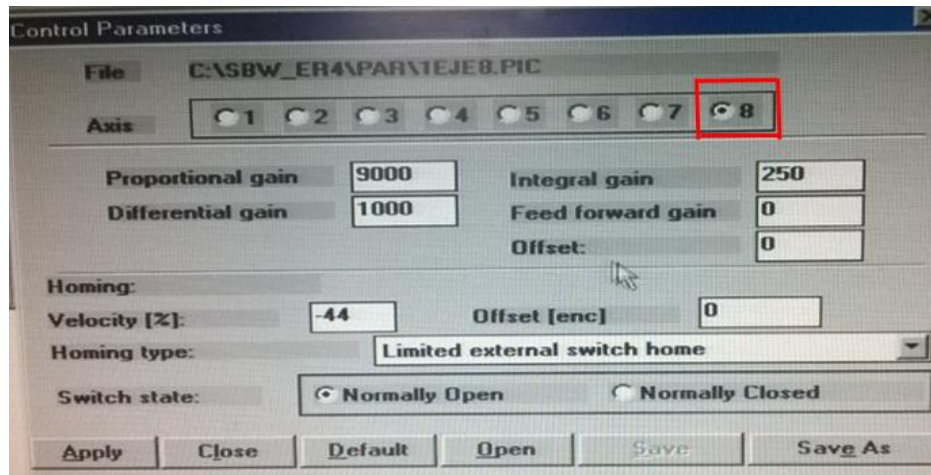 Control Parameters
File C:\SBW_ER4\PAR\1EJE8.PIC
Axis 1 2 3 4 5 6 7 8
Proportional gain 9000 Integral gain 250
Differential gain 1000 Feed forward gain 0
Offset: 0
Homing:
Velocity [%]: -44 Offset [enc] 0
Homing type: Limited external switch home
Switch state: Normally Open Normally Closed
Apply Close Default Open Save Save As